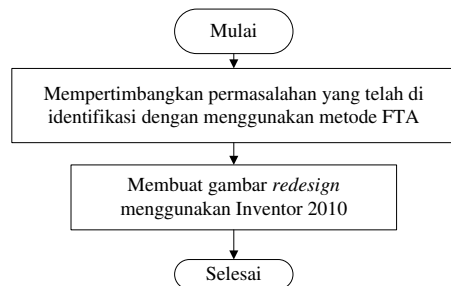 Mulai
Mempertimbangkan permasalahan yang telah di
identifikasi dengan menggunakan metode FTA
Membuat gambar redesign
menggunakan Inventor 2010
Selesai